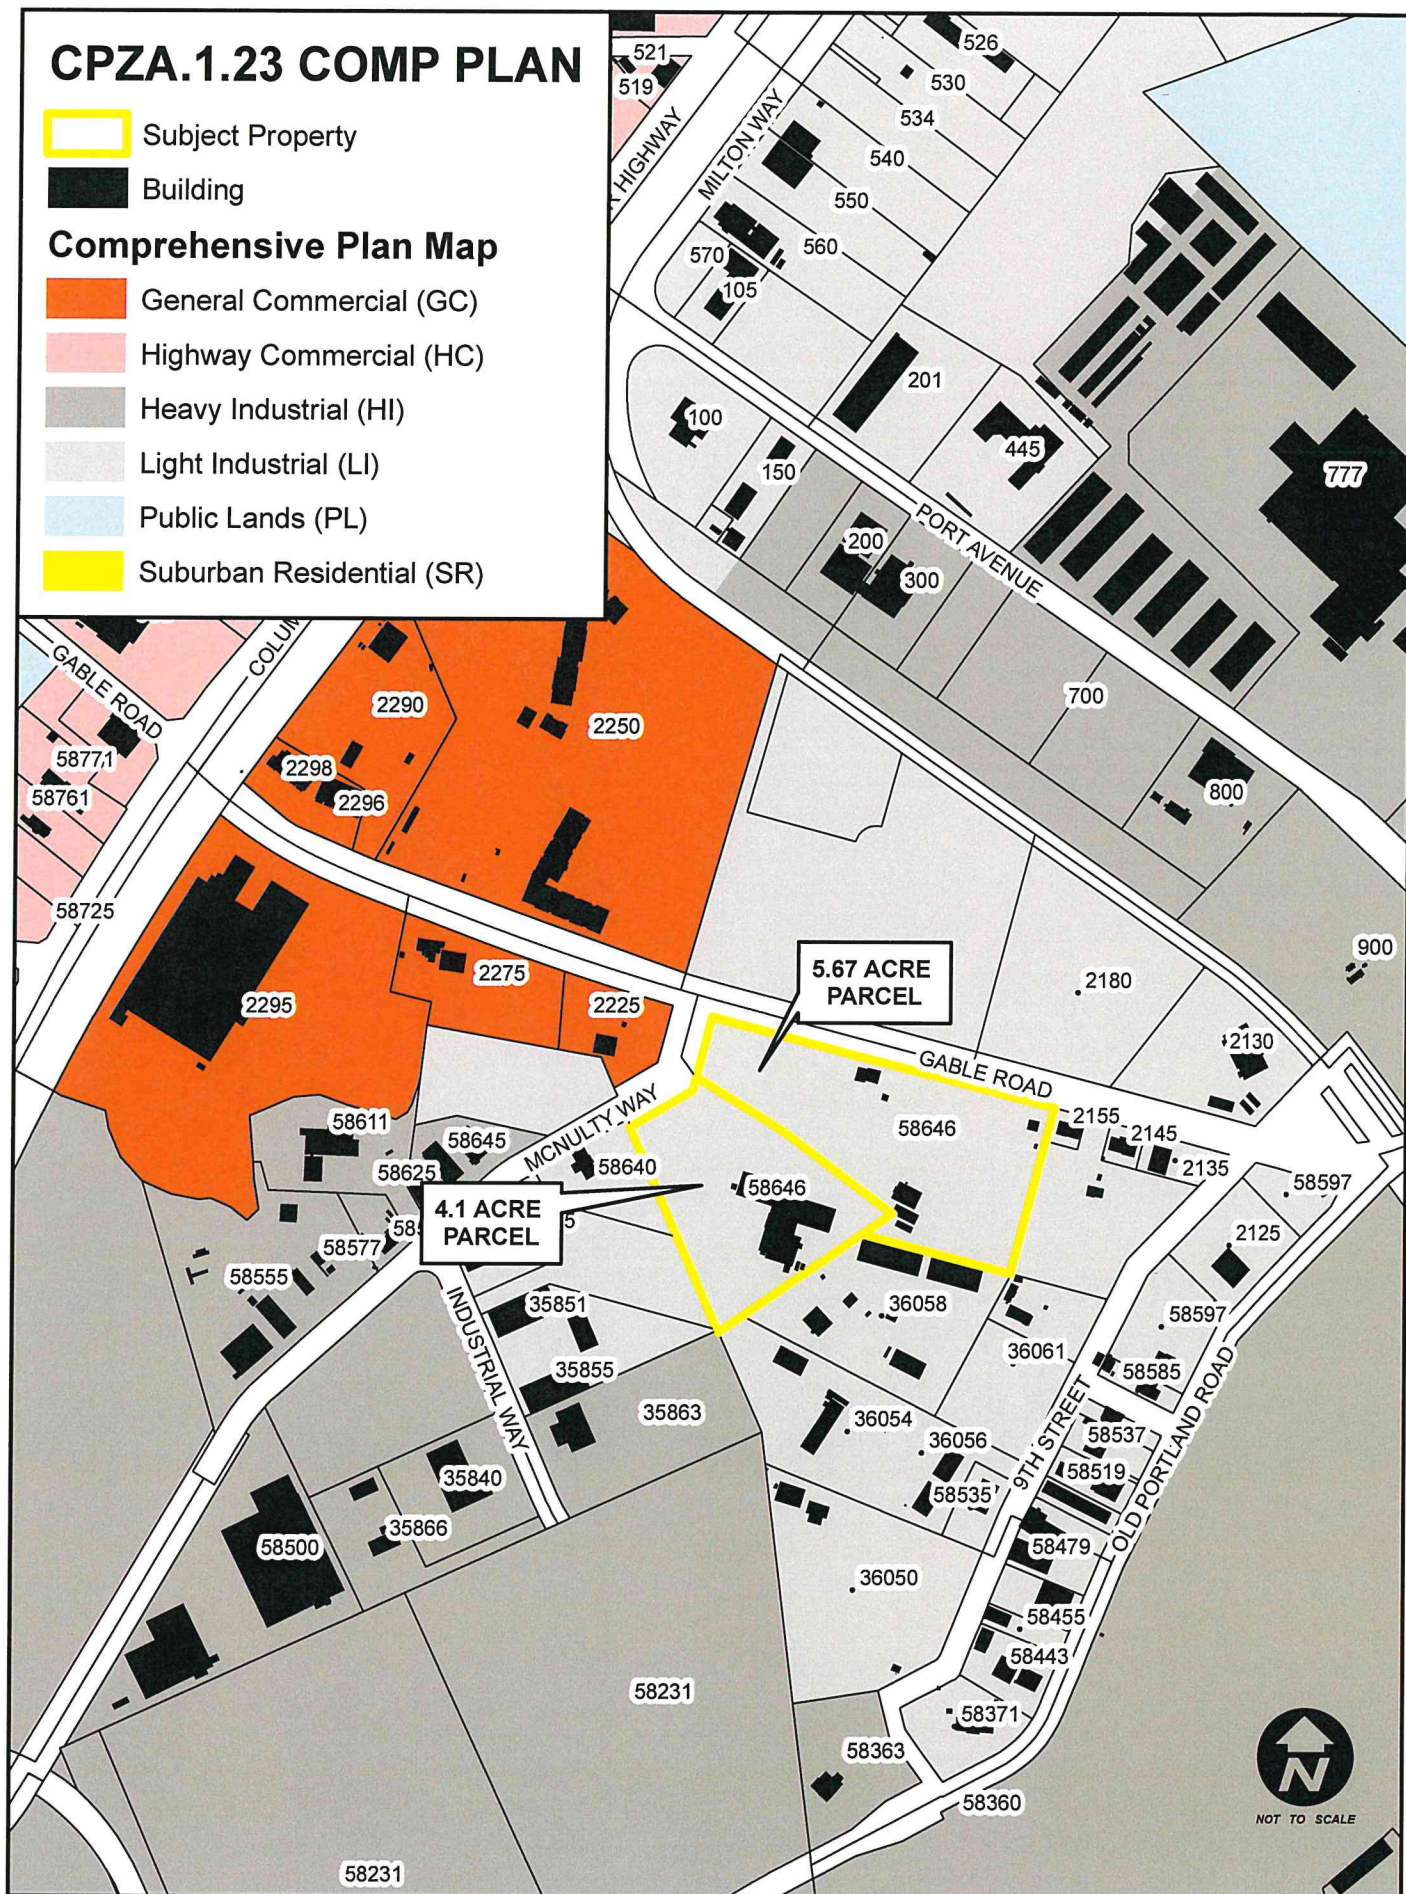 CPZA.1.23 COMP PLAN
Subject Property
Building
Comprehensive Plan Map
General Commercial (GC)
Highway Commercial (HC)
Heavy Industrial (HI)
Light Industrial (LI)
Public Lands (PL)
Suburban Residential (SR)
521
519
526
530
534
540
550
560
570
105
HIGHWAY
MILTON WAY
201
100
150
445
777
200
300
PORT AVENUE
700
800
900
GABLE ROAD
2290
2250
2298
2296
58771
58761
58725
2295
2275
2225
5.67 ACRE
PARCEL
2180
2130
GABLE ROAD
58646
2155
2145
2135
58597
2125
58597
MCNULTY WAY
58611
58645
58625
58640
58646
4.1 ACRE
PARCEL
58577
58555
INDUSTRIAL WAY
35851
35855
35863
36058
36061
58585
58537
58519
9TH STREET
OLD PORTLAND ROAD
36054
36056
58535
35840
35866
58500
58479
36050
58455
58443
58231
58371
58363
58360
58231
N
NOT TO SCALE